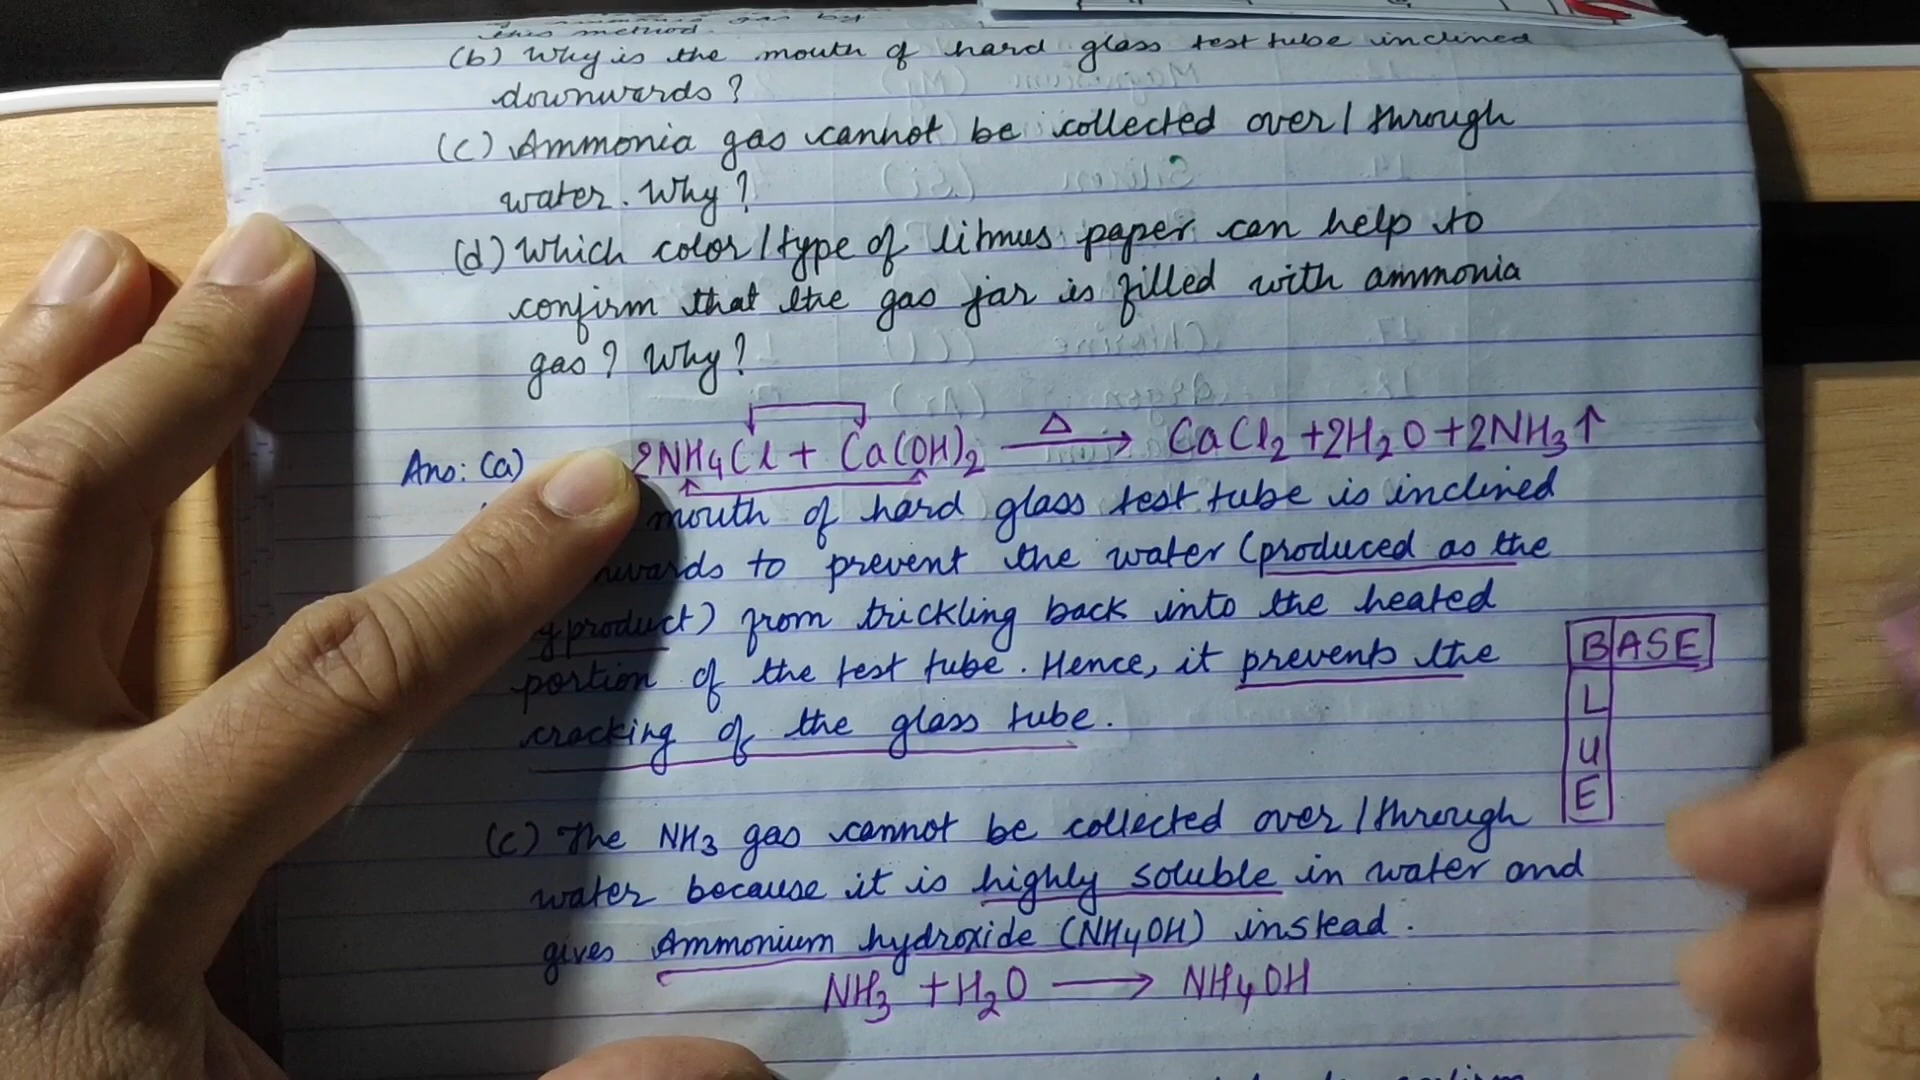 this method.
(b) Why is the mouth of hard glass test tube inclined
downwards?
(c) Ammonia gas cannot be collected over/through
water. Why?
(d) Which color/type of litmus paper can help to
confirm that the gas jar is filled with ammonia
gas? Why?
Ans: (a) 2NH4Cl + Ca(OH)2 —Δ→ CaCl2 + 2H2O + 2NH3↑
mouth of hard glass test tube is inclined
wards to prevent the water (produced as the
product) from trickling back into the heated
portion of the test tube. Hence, it prevents the
cracking of the glass tube.
BASE
L
U
E
(c) The NH3 gas cannot be collected over/through
water because it is highly soluble in water and
gives Ammonium hydroxide (NH4OH) instead.
NH3 + H2O → NH4OH